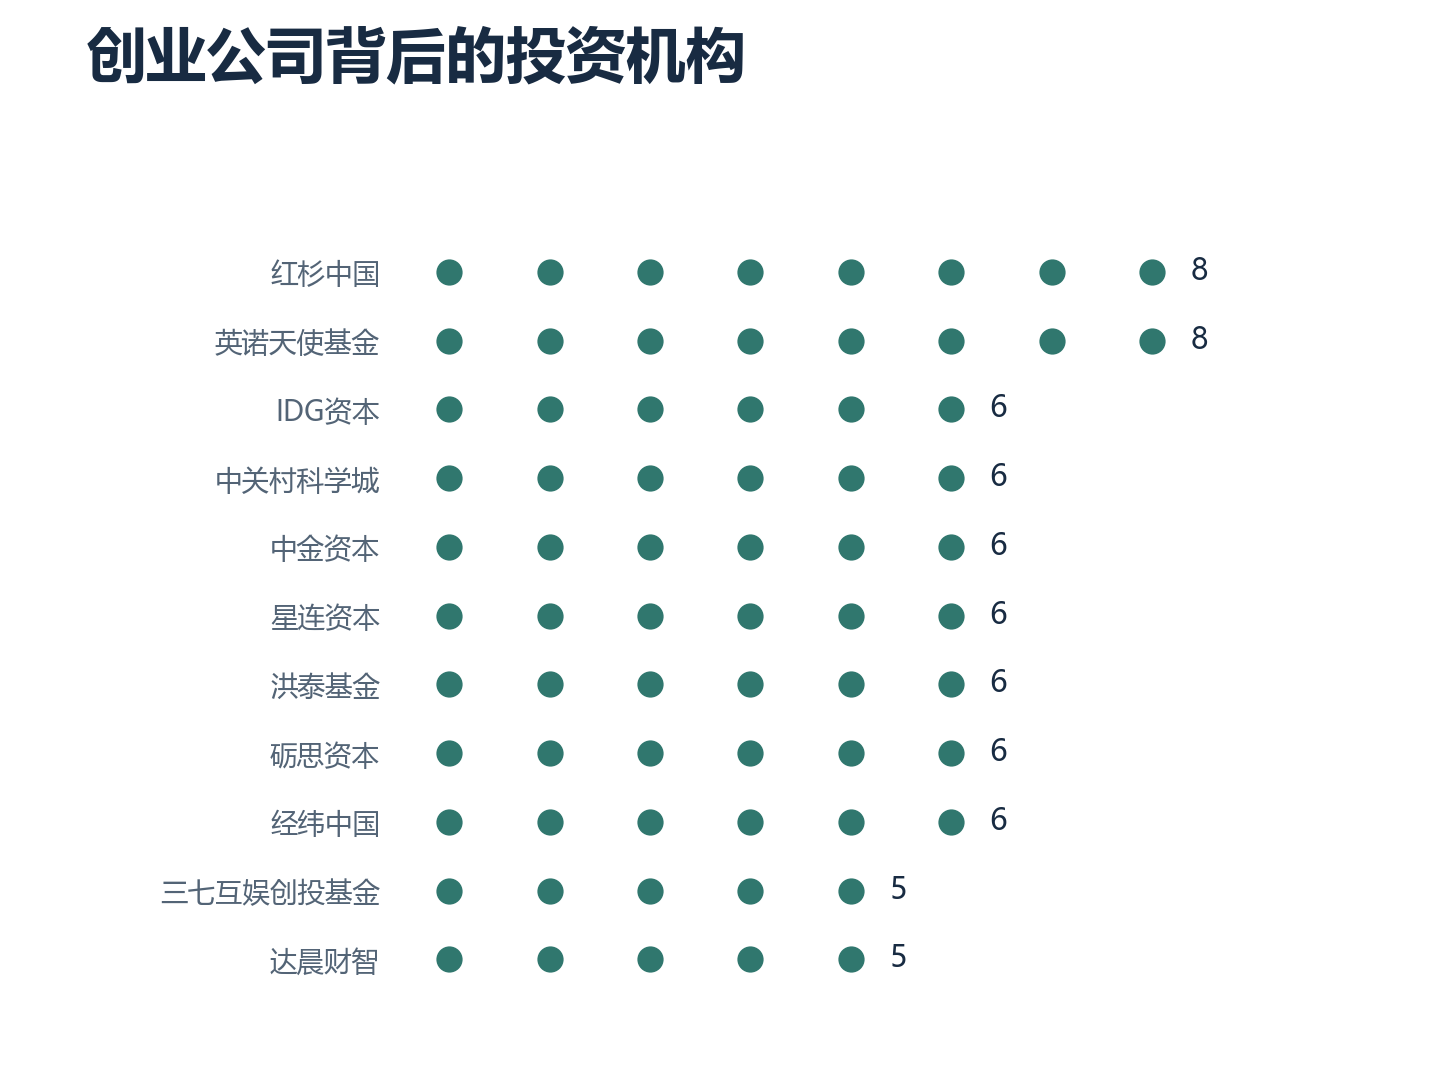 创业公司背后的投资机构
红杉中国 8
英诺天使基金 8
IDG资本 6
中关村科学城 6
中金资本 6
星连资本 6
洪泰基金 6
砺思资本 6
经纬中国 6
三七互娱创投基金 5
达晨财智 5